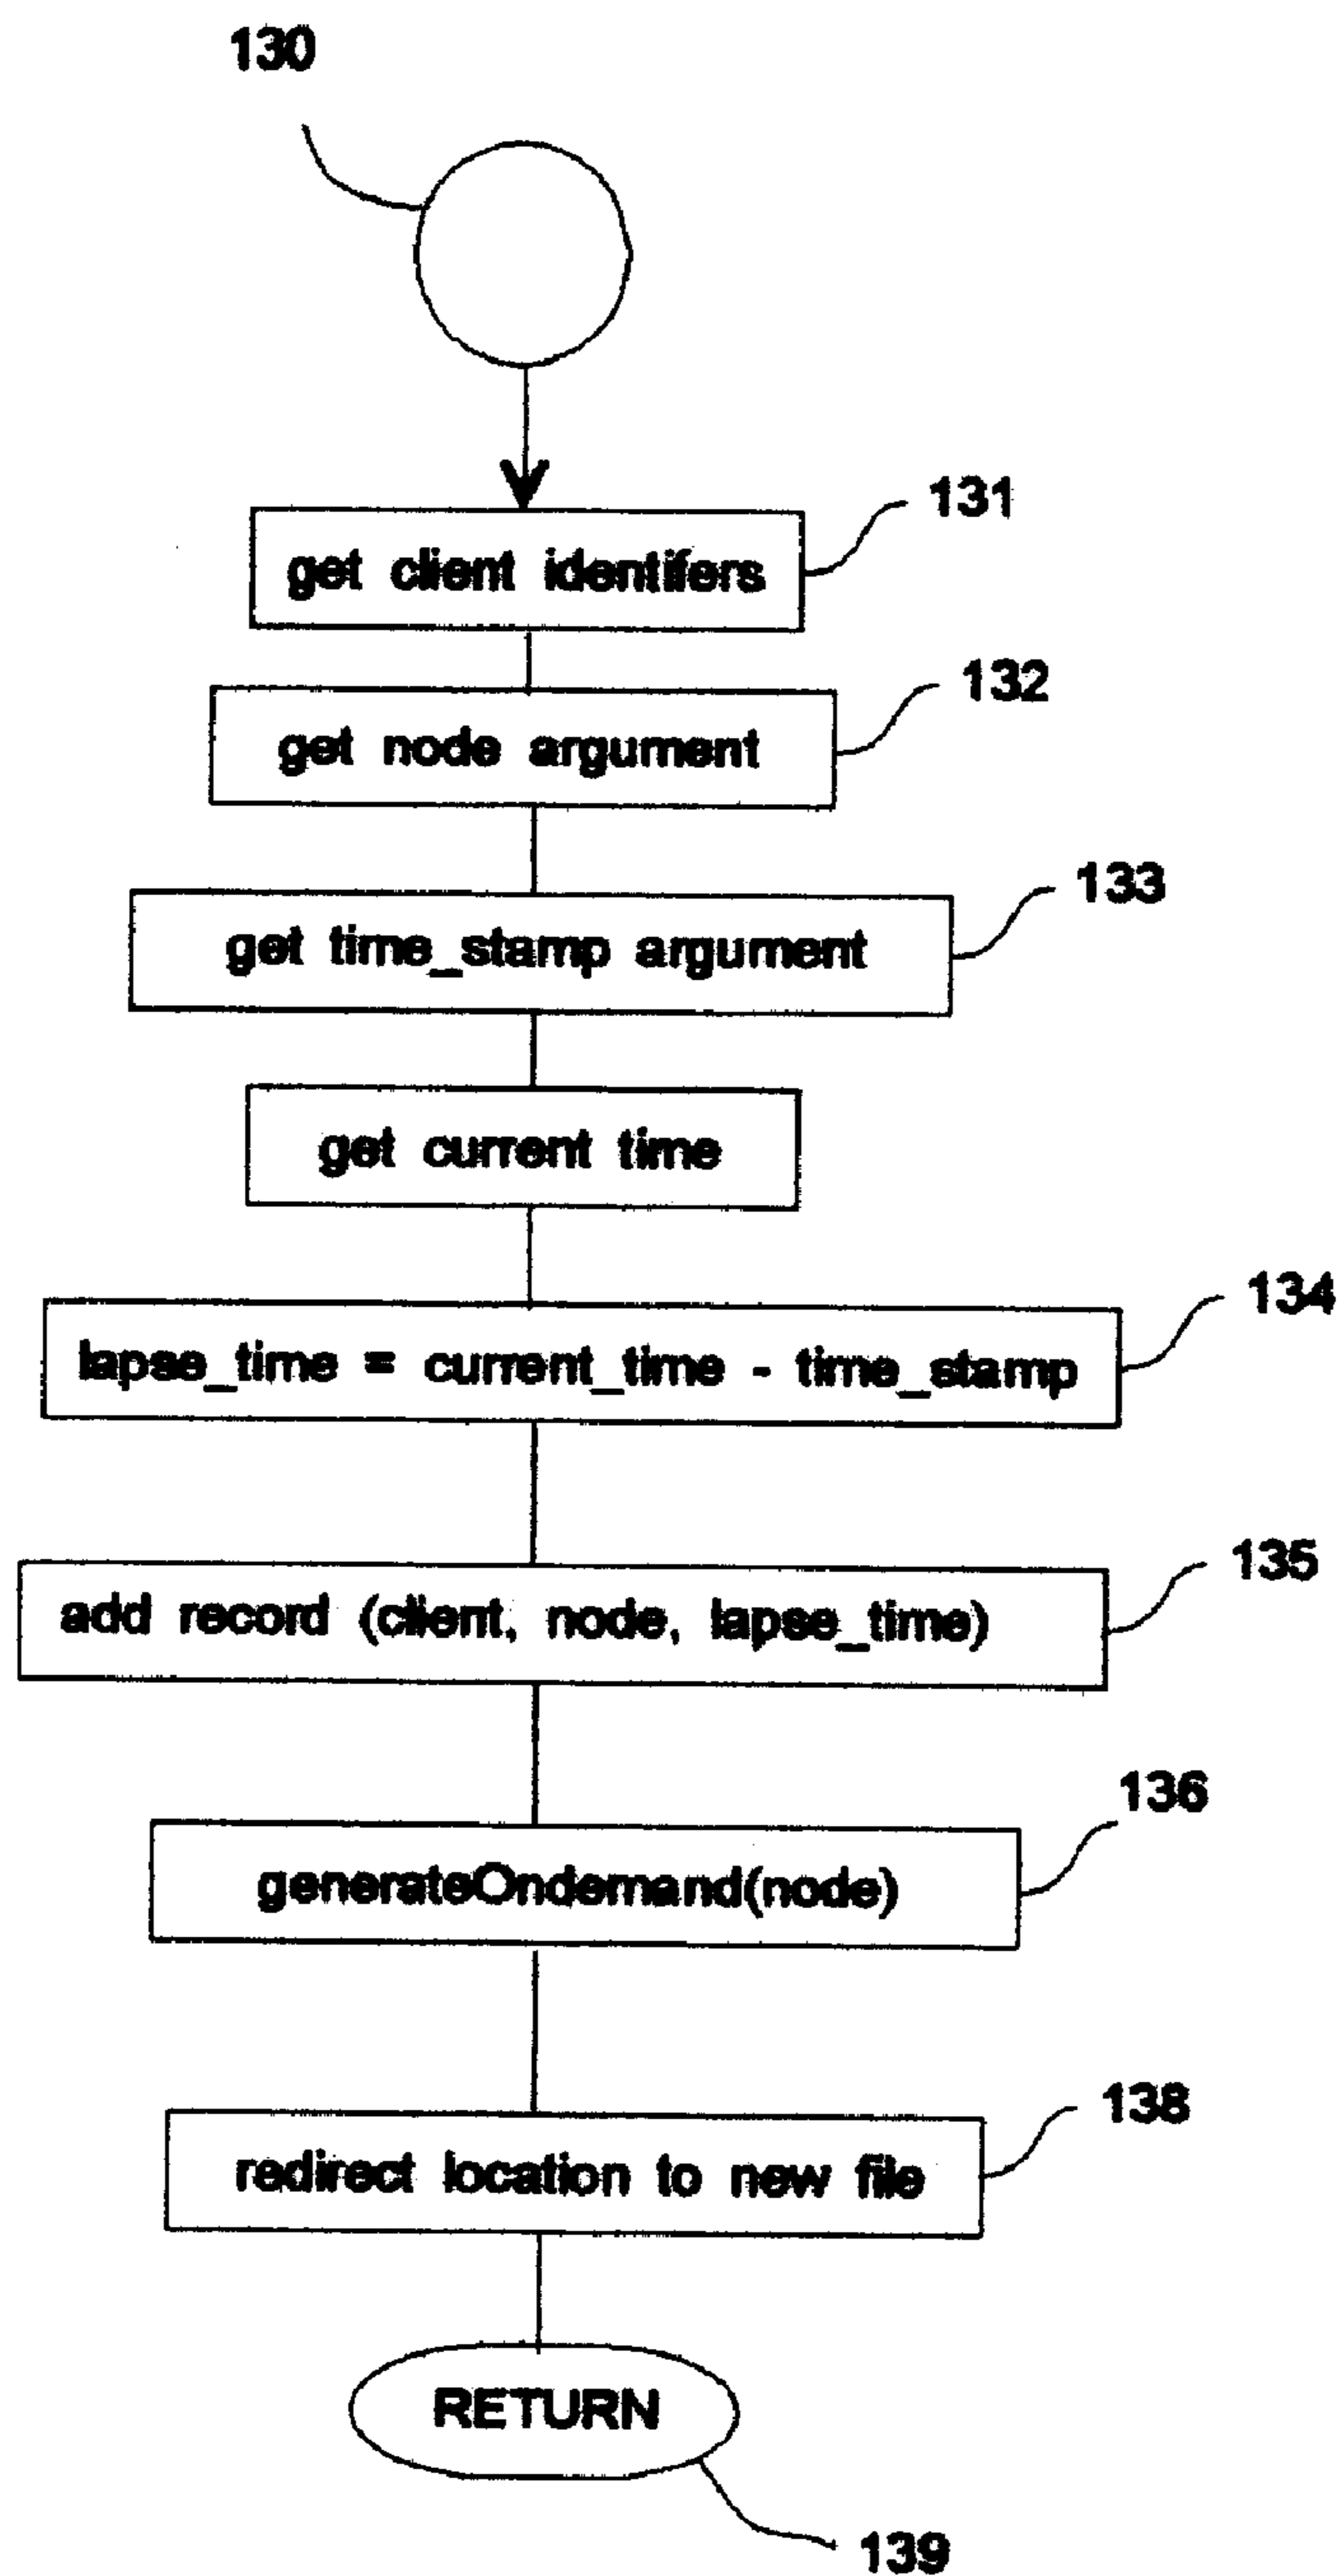 130
get client identifers
131
get node argument
132
get time_stamp argument
133
get current time
lapse_time = current_time - time_stamp
134
add record (client, node, lapse_time)
135
generateOndemand(node)
136
redirect location to new file
138
RETURN
139